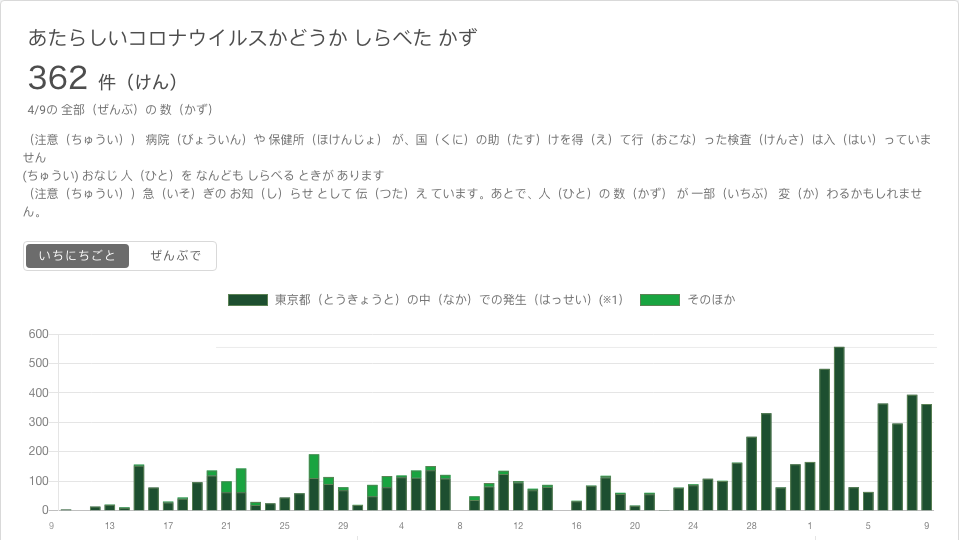 あたらしいコロナウイルスかどうか しらべた かず
362 件（けん）
4/9の 全部（ぜんぶ）の 数（かず）
（注意（ちゅうい）） 病院（びょういん）や 保健所（ほけんじょ） が、国（くに）の助（たす）けを得（え）て行（おこな）った検査（けんさ）は入（はい）っていま
せん
(ちゅうい) おなじ 人（ひと）を なんども しらべる ときが あります
（注意（ちゅうい））急（いそ）ぎの お知（し）らせ として 伝（つた）え ています。あとで、人（ひと）の 数（かず） が 一部（いちぶ） 変（か）わるかもしれませ
ん。
いちにちごと ぜんぶで
東京都（とうきょうと）の中（なか）での発生（はっせい）(※1) そのほか
600
500
400
300
200
100
0
9 13 17 21 25 29 4 8 12 16 20 24 28 1 5 9